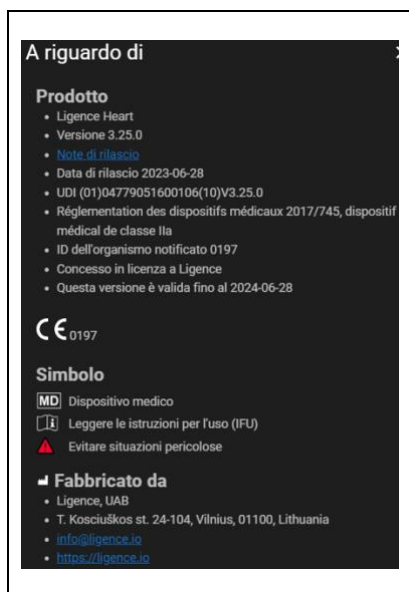 A riguardo di
Prodotto
• Ligence Heart
• Versione 3.25.0
• Note di rilascio
• Data di rilascio 2023-06-28
• UDI (01)04779051600106(10)V3.25.0
• Réglementation des dispositifs médicaux 2017/745, dispositif
médical de classe IIa
• ID dell'organismo notificato 0197
• Concesso in licenza a Ligence
• Questa versione è valida fino al 2024-06-28
CE 0197
Simbolo
MD Dispositivo medico
i Leggere le istruzioni per l'uso (IFU)
Evitare situazioni pericolose
Fabbricato da
• Ligence, UAB
• T. Kosciuškos st. 24-104, Vilnius, 01100, Lithuania
• info@ligence.io
• https://ligence.io